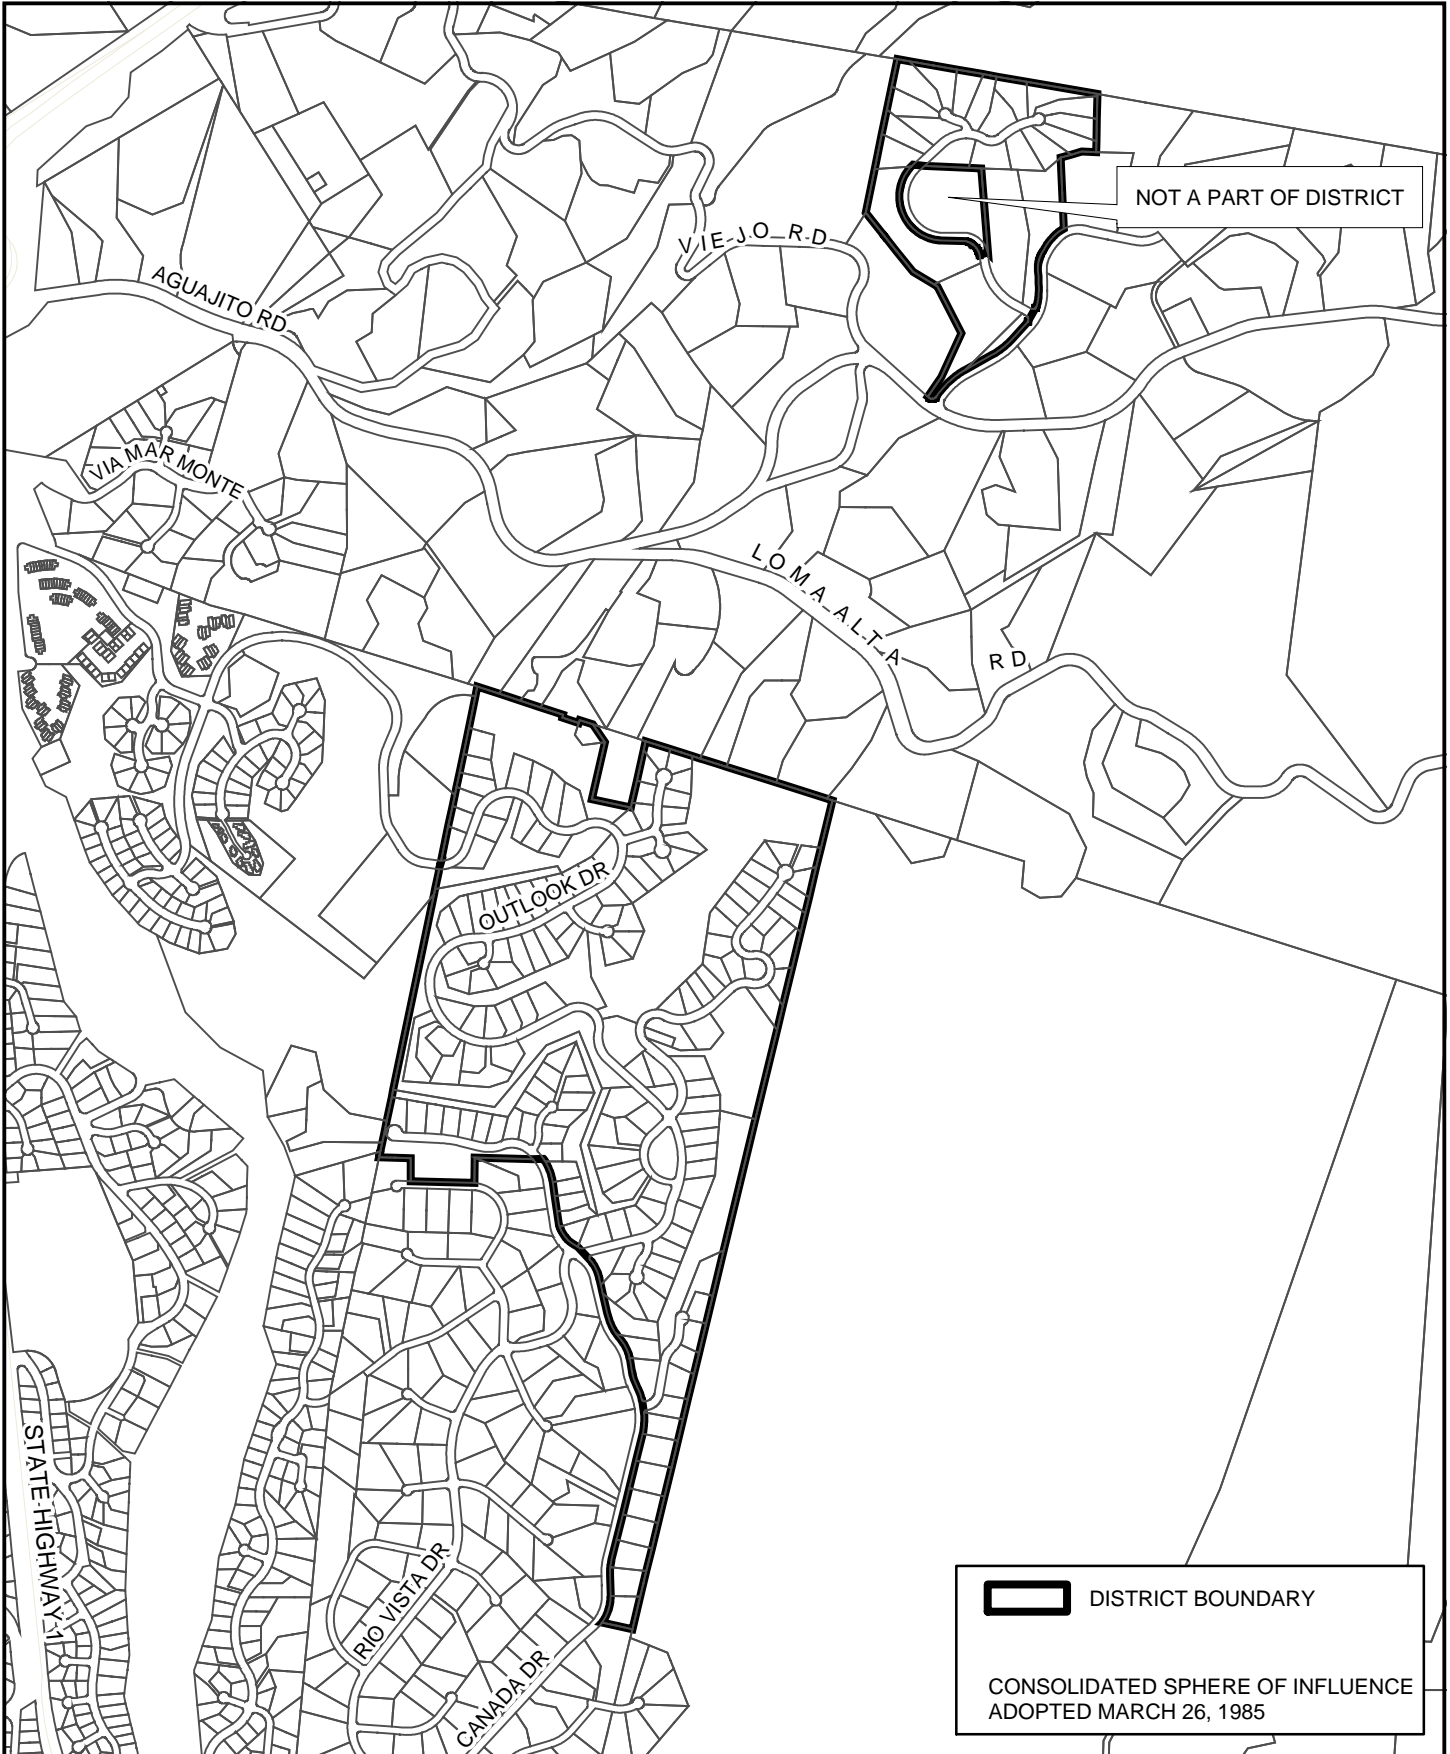 NOT A PART OF DISTRICT
VIEJO RD
AGUAJITO RD
VIA MAR MONTE
LOMA ALTA RD
OUTLOOK DR
STATE HIGHWAY 1
RIO VISTA DR
CANADA DR
DISTRICT BOUNDARY
CONSOLIDATED SPHERE OF INFLUENCE
ADOPTED MARCH 26, 1985